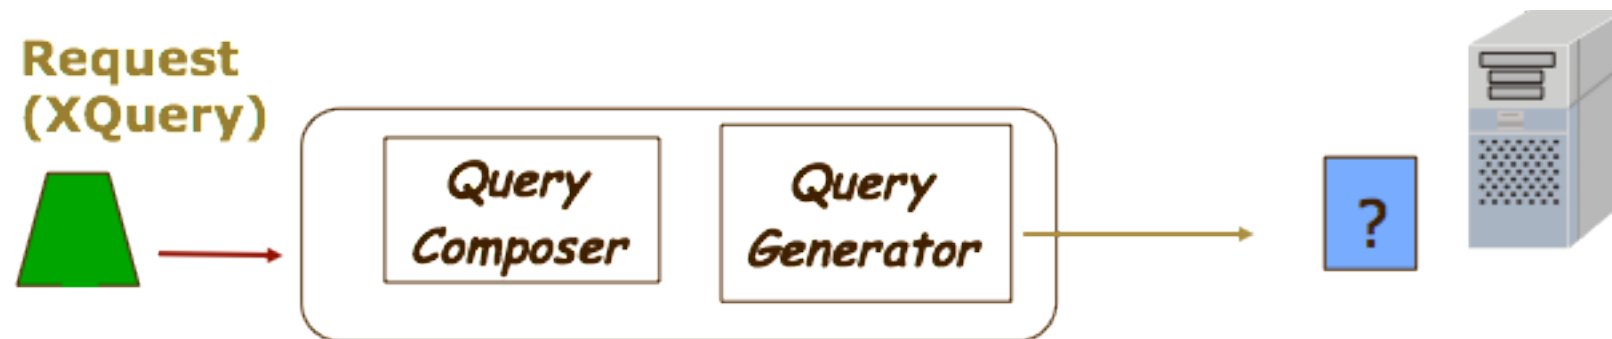 Request
(XQuery)
Query
Composer
Query
Generator
?